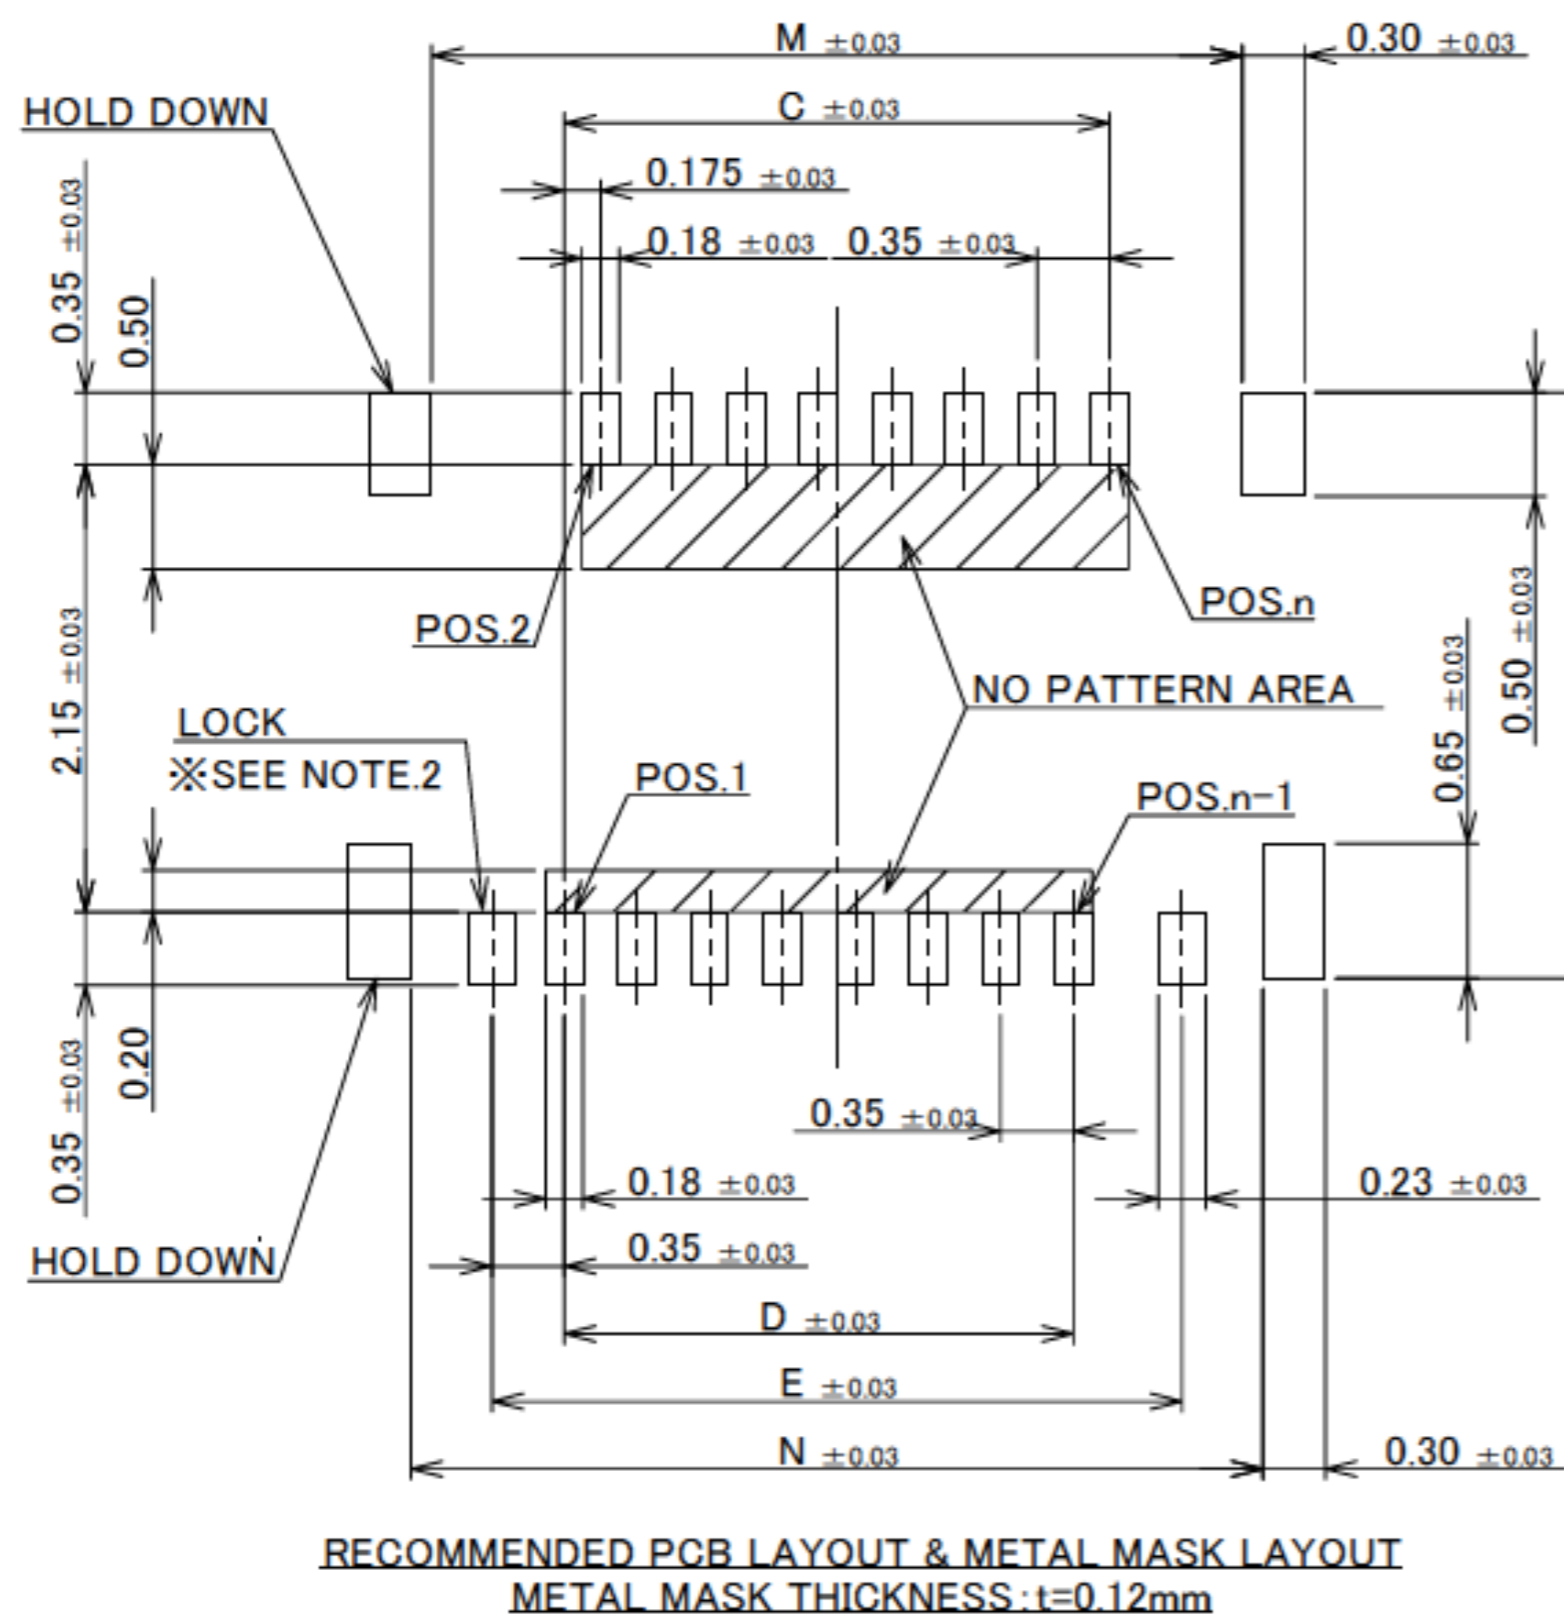 M ±0.03
0.30 ±0.03
HOLD DOWN
C ±0.03
0.175 ±0.03
0.18 ±0.03
0.35 ±0.03
0.35 ±0.03
0.50
POS.2
POS.n
0.50 ±0.03
2.15 ±0.03
NO PATTERN AREA
LOCK
※SEE NOTE.2
0.65 ±0.03
POS.1
POS.n-1
0.20
0.35 ±0.03
0.35 ±0.03
0.18 ±0.03
0.23 ±0.03
HOLD DOWN
0.35 ±0.03
D ±0.03
E ±0.03
N ±0.03
0.30 ±0.03
RECOMMENDED PCB LAYOUT & METAL MASK LAYOUT
METAL MASK THICKNESS:t=0.12mm